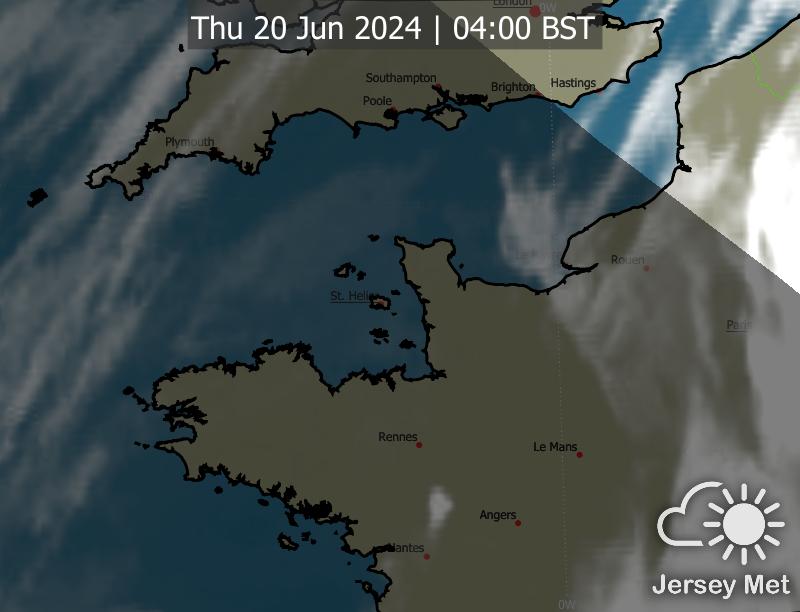 London
0W
Thu 20 Jun 2024 | 04:00 BST
Southampton
Brighton
Hastings
Poole
Plymouth
Rouen
St. Helier
Paris
Rennes
Le Mans
Angers
Nantes
Jersey Met
0W